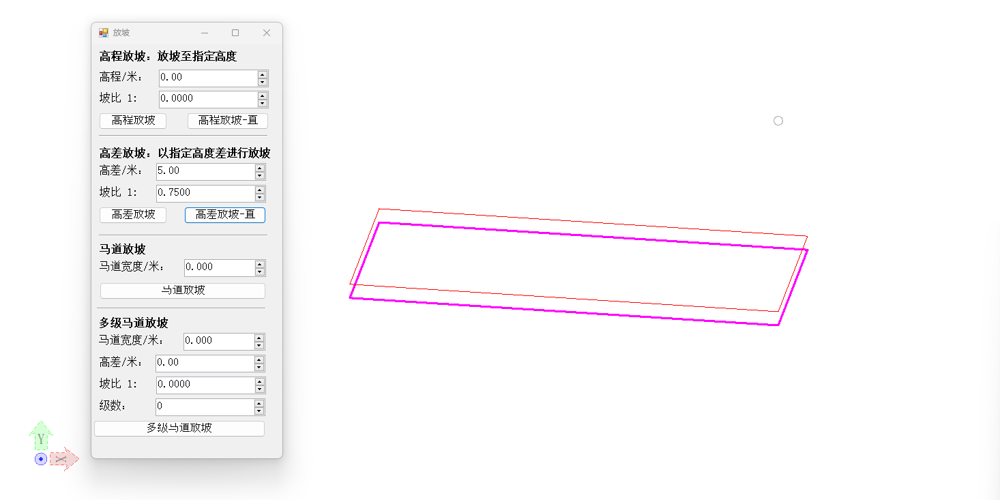 放坡
高程放坡：放坡至指定高度
高程/米： 0.00
坡比 1: 0.0000
高程放坡 高程放坡-直
高差放坡：以指定高度差进行放坡
高差/米： 5.00
坡比 1: 0.7500
高差放坡 高差放坡-直
马道放坡
马道宽度/米： 0.000
马道放坡
多级马道放坡
马道宽度/米： 0.000
高差/米： 0.00
坡比 1: 0.0000
级数： 0
多级马道放坡
Y
X